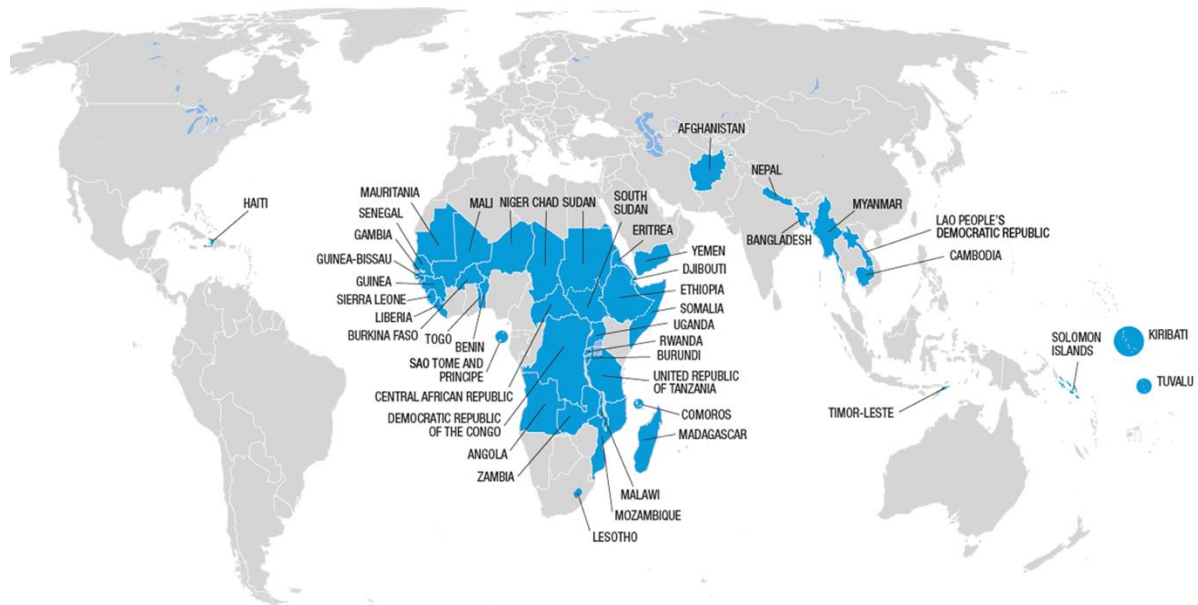 HAITI
MAURITANIA
SENEGAL
GAMBIA
GUINEA-BISSAU
GUINEA
SIERRA LEONE
LIBERIA
BURKINA FASO
TOGO
BENIN
SAO TOME AND
PRINCIPE
CENTRAL AFRICAN REPUBLIC
DEMOCRATIC REPUBLIC
OF THE CONGO
ANGOLA
ZAMBIA
MALI
NIGER
CHAD
SUDAN
SOUTH
SUDAN
ERITREA
YEMEN
DJIBOUTI
ETHIOPIA
SOMALIA
UGANDA
RWANDA
BURUNDI
UNITED REPUBLIC
OF TANZANIA
COMOROS
MADAGASCAR
MALAWI
MOZAMBIQUE
LESOTHO
AFGHANISTAN
NEPAL
BANGLADESH
MYANMAR
LAO PEOPLE'S
DEMOCRATIC REPUBLIC
CAMBODIA
TIMOR-LESTE
SOLOMON
ISLANDS
KIRIBATI
TUVALU